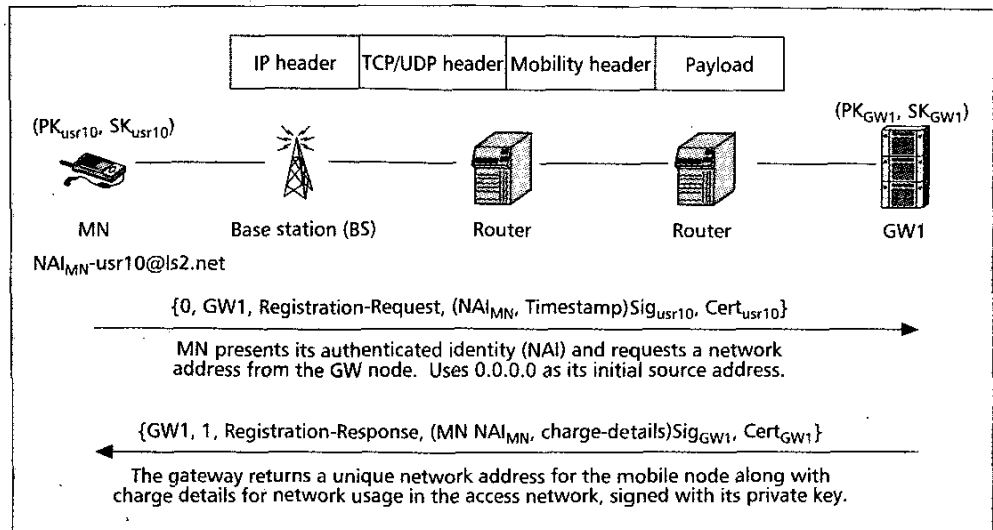 IP header TCP/UDP header Mobility header Payload
(PKusr10, SKusr10) (PKGW1, SKGW1)
MN Base station (BS) Router Router GW1
NAIMN-usr10@ls2.net
{0, GW1, Registration-Request, (NAIMN, Timestamp)Sigusr10, Certusr10}
MN presents its authenticated identity (NAI) and requests a network
address from the GW node. Uses 0.0.0.0 as its initial source address.
{GW1, 1, Registration-Response, (MN NAIMN, charge-details)SigGW1, CertGW1}
The gateway returns a unique network address for the mobile node along with
charge details for network usage in the access network, signed with its private key.